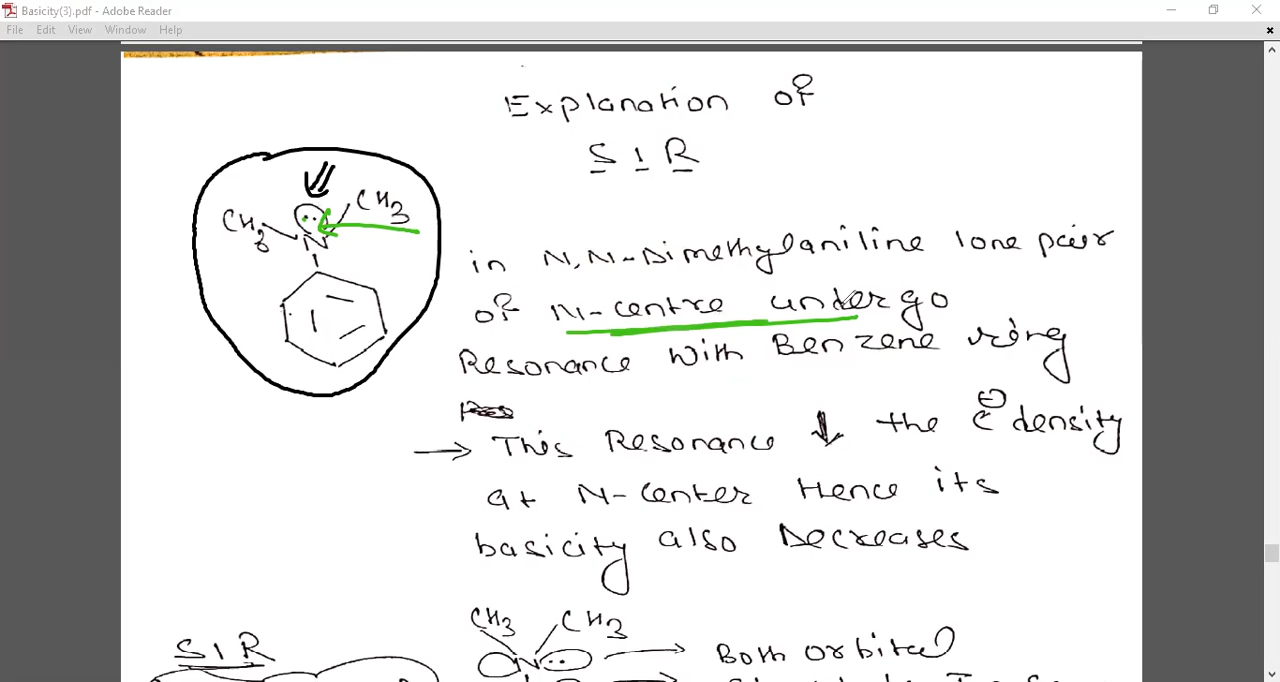 Basicity(3).pdf - Adobe Reader
File Edit View Window Help
Explanation of
S I R
CH3
CH3
N
in N,N-Dimethylaniline lone pair
of N-centre undergo
Resonance with Benzene ring
→ This Resonance ↓ the e⊖ density
at N-Center Hence its
basicity also Decreases
SIR
CH3 CH3
N → Both orbital